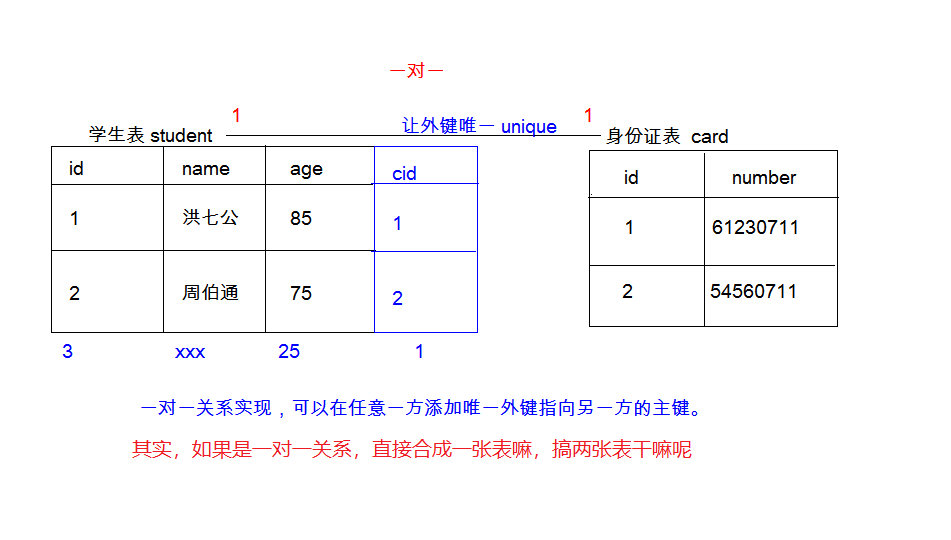 一对一
1 让外键唯一 unique 1
学生表 student
身份证表 card
id name age cid
1 洪七公 85 1
2 周伯通 75 2
3 xxx 25 1
id number
1 61230711
2 54560711
一对一关系实现，可以在任意一方添加唯一外键指向另一方的主键。
其实，如果是一对一关系，直接合成一张表嘛，搞两张表干嘛呢